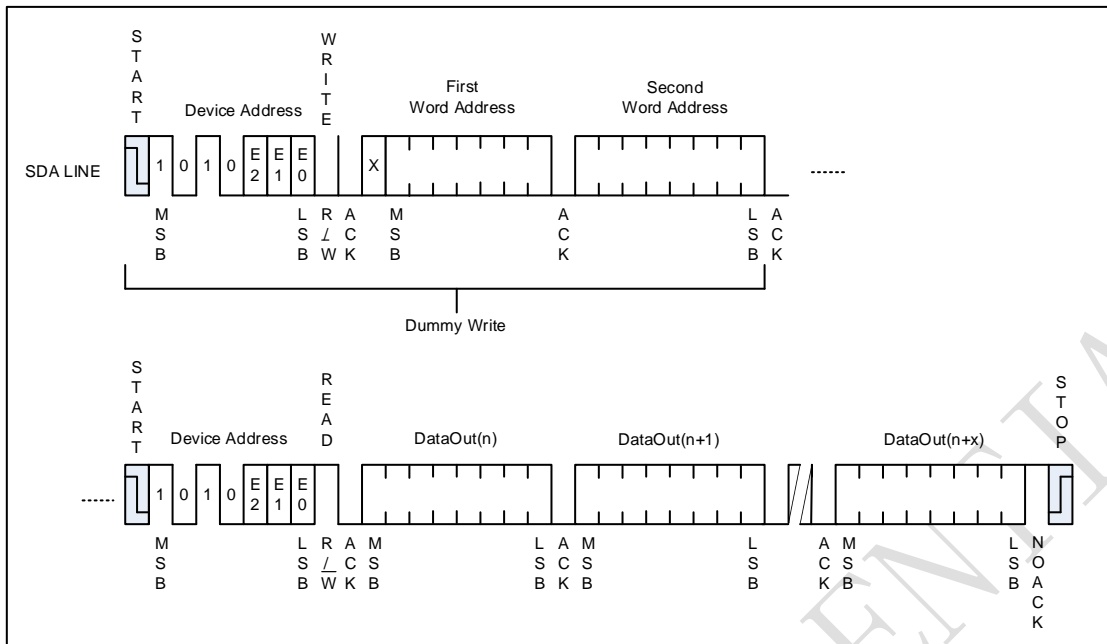 START
WRITE
Device Address
First
Word Address
Second
Word Address
SDA LINE
1 0 1 0 E2 E1 E0
X
......
MSB
LSB
R/W
ACK
MSB
ACK
LSB
ACK
Dummy Write
START
READ
STOP
Device Address
DataOut(n)
DataOut(n+1)
DataOut(n+x)
......
1 0 1 0 E2 E1 E0
MSB
LSB
R/W
ACK
MSB
LSB
ACK
MSB
LSB
ACK
MSB
LSB
NOACK
ENTIA